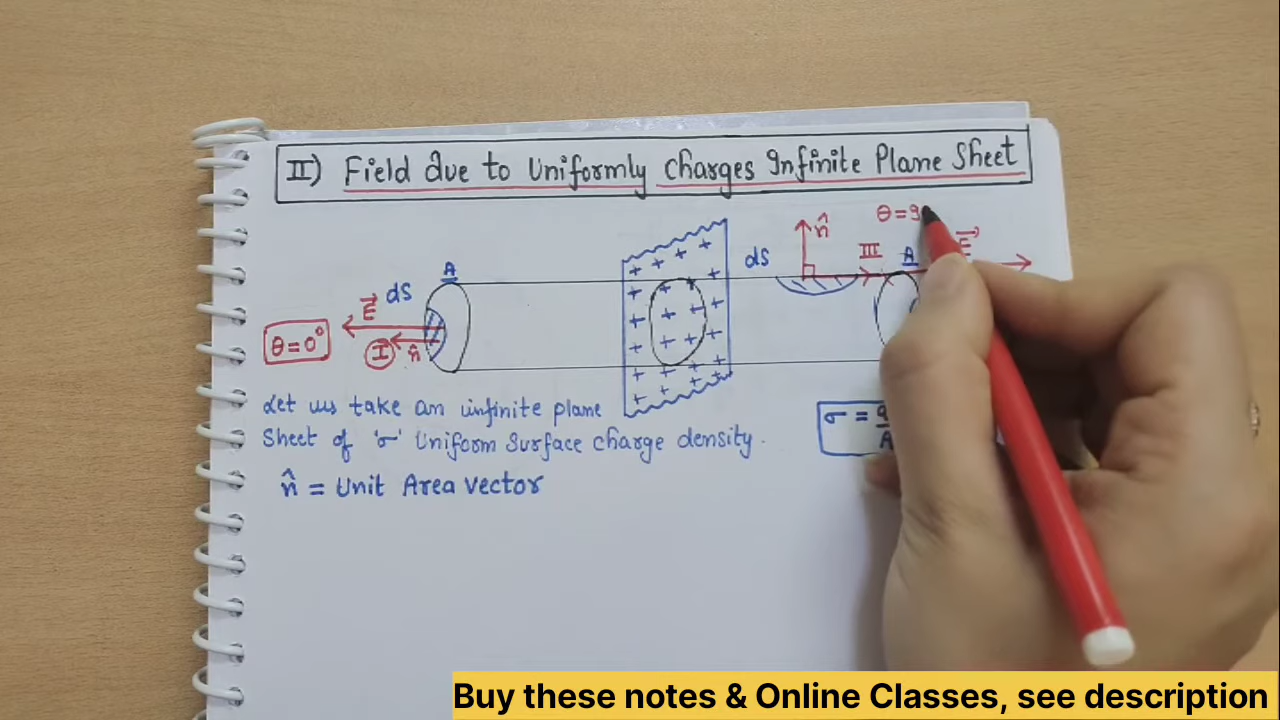 II) Field due to Uniformly Charges Infinite Plane Sheet
θ = 9
n̂
dS
III
A
E⃗
A
dS
E⃗
θ = 0°
I
n̂
+ + + + + + + + + + + + + + + + + + + +
Let us take an infinite plane
Sheet of 'σ' Uniform Surface charge density.
σ = q/A
n̂ = Unit Area vector
Buy these notes & Online Classes, see description